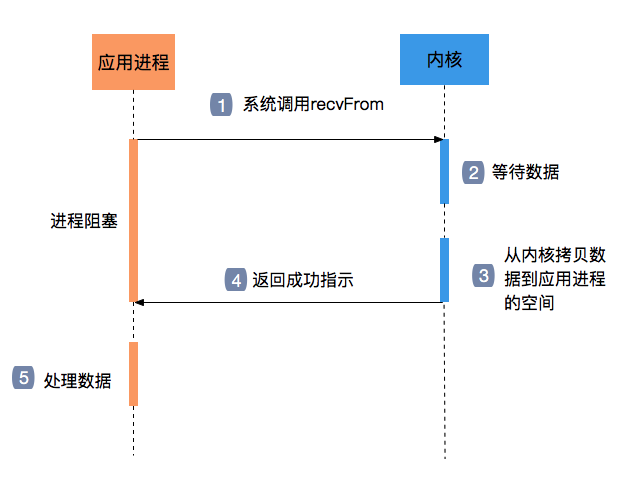 应用进程
内核
1 系统调用recvFrom
2 等待数据
进程阻塞
3 从内核拷贝数
据到应用进程
的空间
4 返回成功指示
5 处理数据